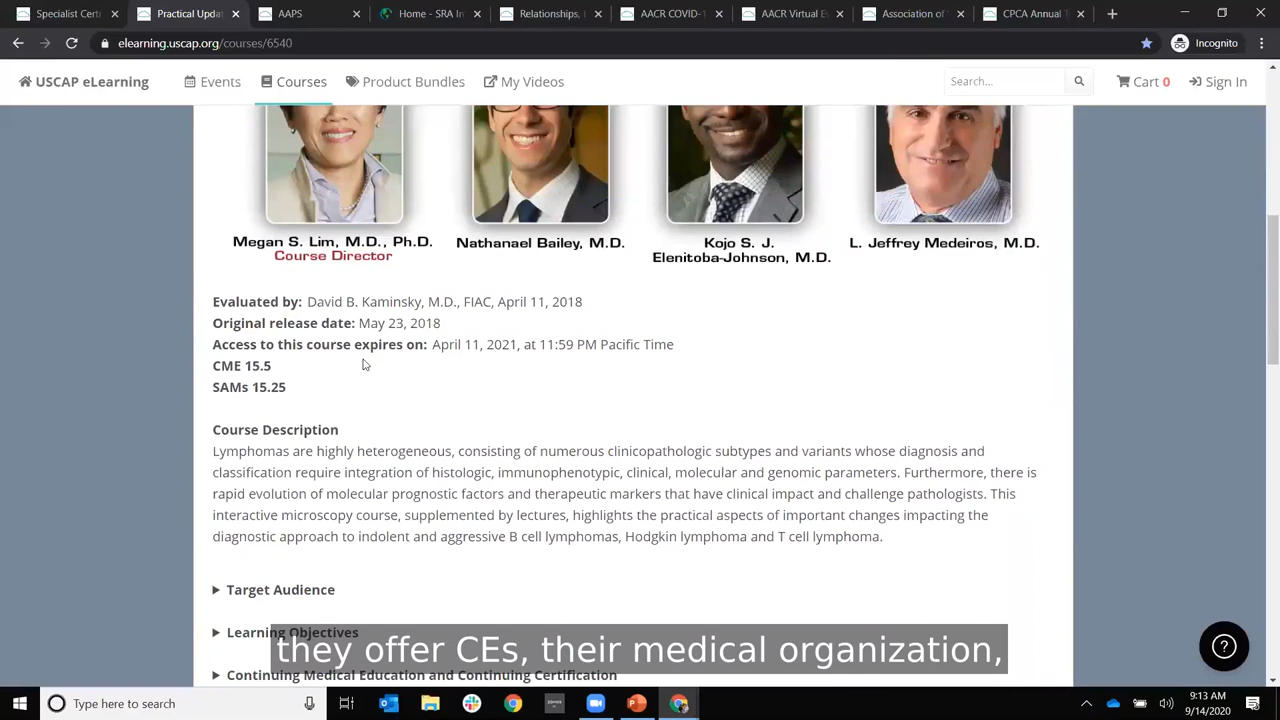 Specialist Cert
Practical Updat
AAPS
Home - SRA In
Relationships,
AACR COVID-1
AACR Virtual E
Association of
CPCA Annual T
elearning.uscap.org/courses/6540
Incognito
USCAP eLearning
Events
Courses
Product Bundles
My Videos
Search...
Cart 0
Sign In
Megan S. Lim, M.D., Ph.D.
Course Director
Nathanael Bailey, M.D.
Kojo S. J.
Elenitoba-Johnson, M.D.
L. Jeffrey Medeiros, M.D.
Evaluated by: David B. Kaminsky, M.D., FIAC, April 11, 2018
Original release date: May 23, 2018
Access to this course expires on: April 11, 2021, at 11:59 PM Pacific Time
CME 15.5
SAMs 15.25
Course Description
Lymphomas are highly heterogeneous, consisting of numerous clinicopathologic subtypes and variants whose diagnosis and
classification require integration of histologic, immunophenotypic, clinical, molecular and genomic parameters. Furthermore, there is
rapid evolution of molecular prognostic factors and therapeutic markers that have clinical impact and challenge pathologists. This
interactive microscopy course, supplemented by lectures, highlights the practical aspects of important changes impacting the
diagnostic approach to indolent and aggressive B cell lymphomas, Hodgkin lymphoma and T cell lymphoma.
Target Audience
Learning Objectives
they offer CEs, their medical organization,
Continuing Medical Education and Continuing Certification
Type here to search
9:13 AM
9/14/2020